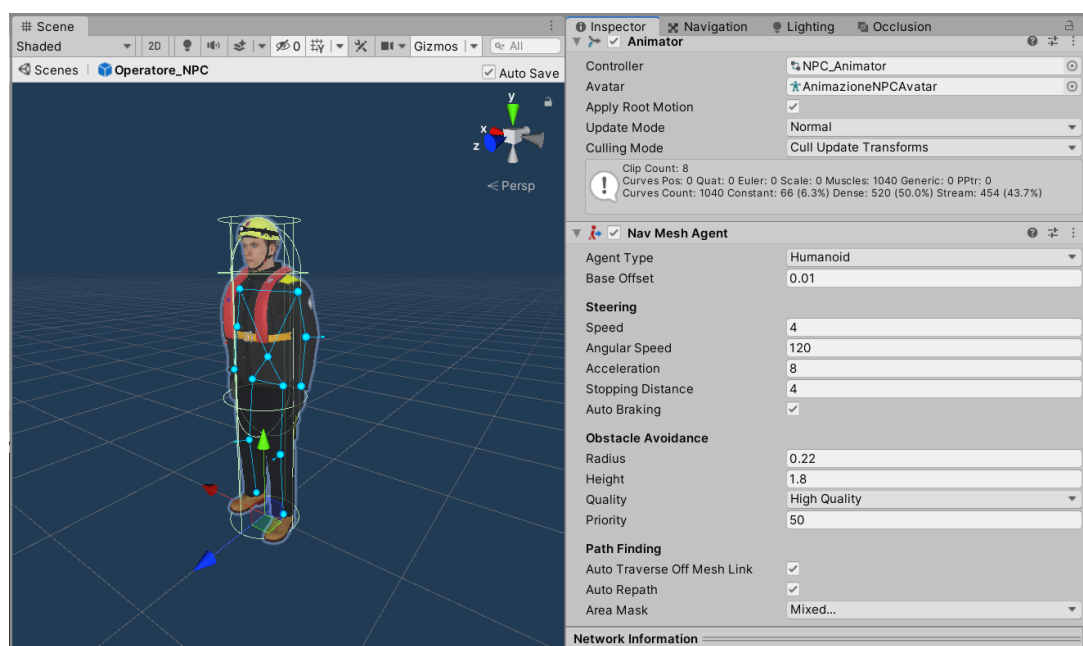 Scene
Shaded 2D 0 Gizmos All
Scenes Operatore_NPC Auto Save
y
x
z
Persp
Inspector Navigation Lighting Occlusion
Animator
Controller NPC_Animator
Avatar AnimazioneNPCAvatar
Apply Root Motion
Update Mode Normal
Culling Mode Cull Update Transforms
Clip Count: 8
Curves Pos: 0 Quat: 0 Euler: 0 Scale: 0 Muscles: 1040 Generic: 0 PPtr: 0
Curves Count: 1040 Constant: 66 (6.3%) Dense: 520 (50.0%) Stream: 454 (43.7%)
Nav Mesh Agent
Agent Type Humanoid
Base Offset 0.01
Steering
Speed 4
Angular Speed 120
Acceleration 8
Stopping Distance 4
Auto Braking
Obstacle Avoidance
Radius 0.22
Height 1.8
Quality High Quality
Priority 50
Path Finding
Auto Traverse Off Mesh Link
Auto Repath
Area Mask Mixed...
Network Information